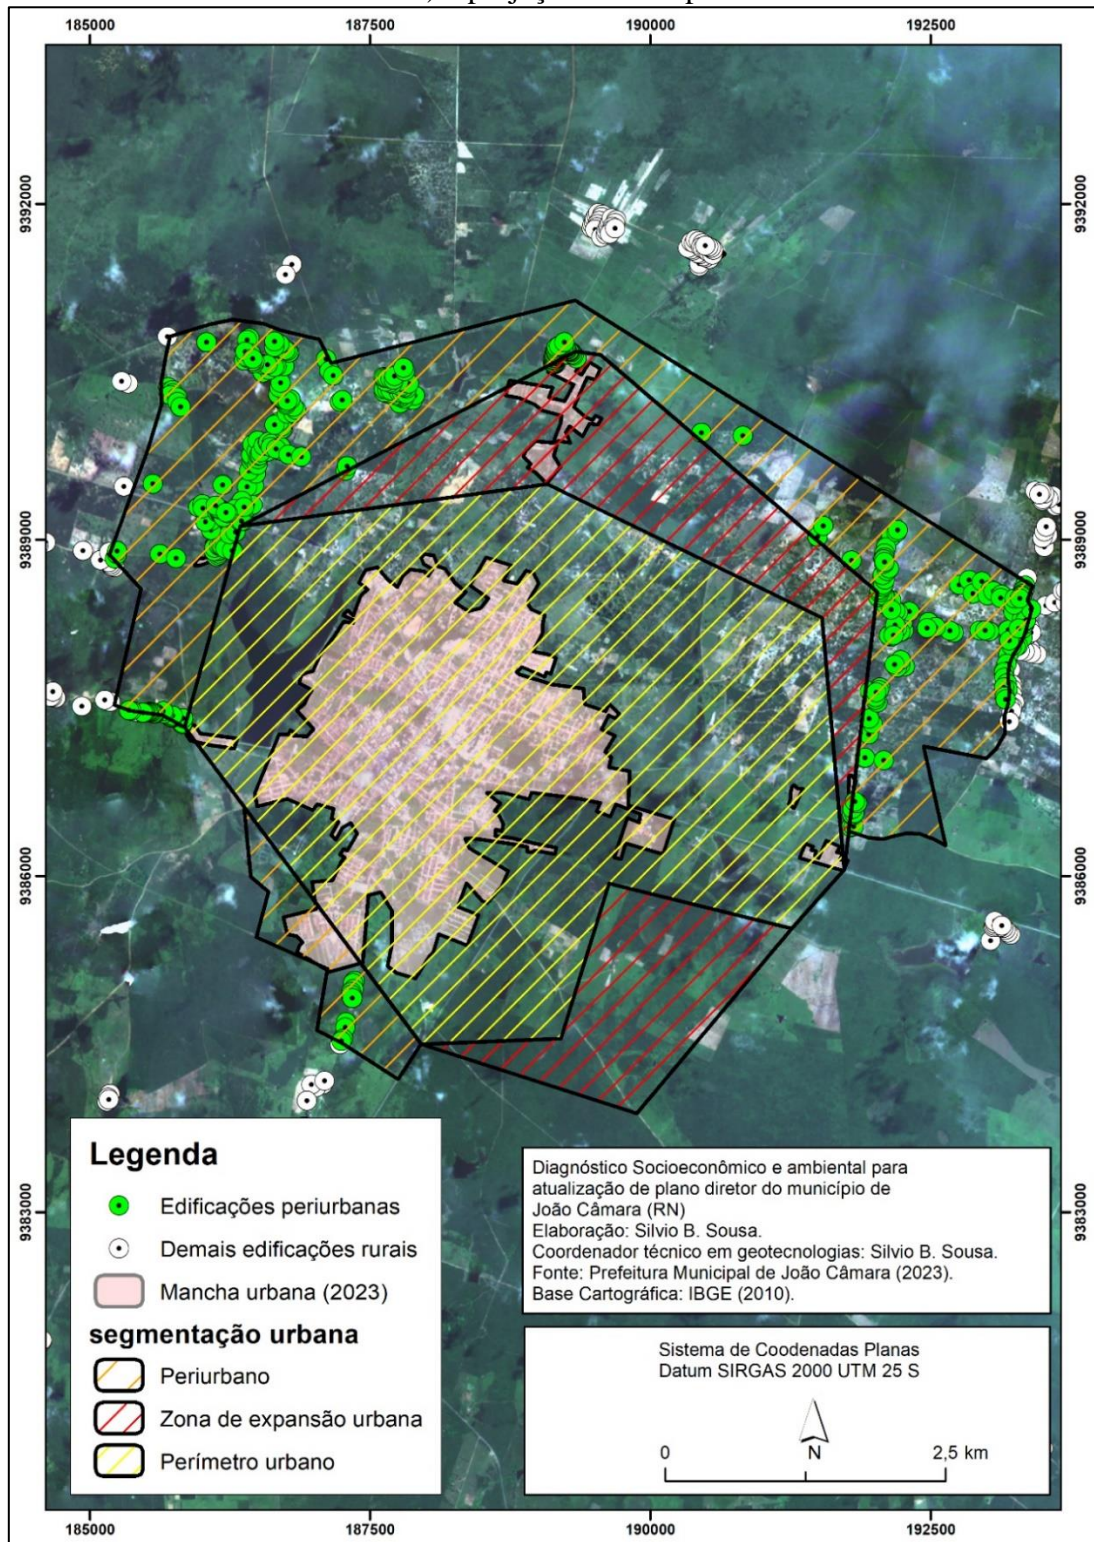 185000 187500 190000 192500
9392000 9392000
9389000 9389000
9386000 9386000
9383000 9383000
Legenda
Edificações periurbanas
Demais edificações rurais
Mancha urbana (2023)
segmentação urbana
Periurbano
Zona de expansão urbana
Perímetro urbano
Diagnóstico Socioeconômico e ambiental para
atualização de plano diretor do município de
João Câmara (RN)
Elaboração: Silvio B. Sousa.
Coordenador técnico em geotecnologias: Silvio B. Sousa.
Fonte: Prefeitura Municipal de João Câmara (2023).
Base Cartográfica: IBGE (2010).
Sistema de Coodenadas Planas
Datum SIRGAS 2000 UTM 25 S
N
0 2,5 km
185000 187500 190000 192500